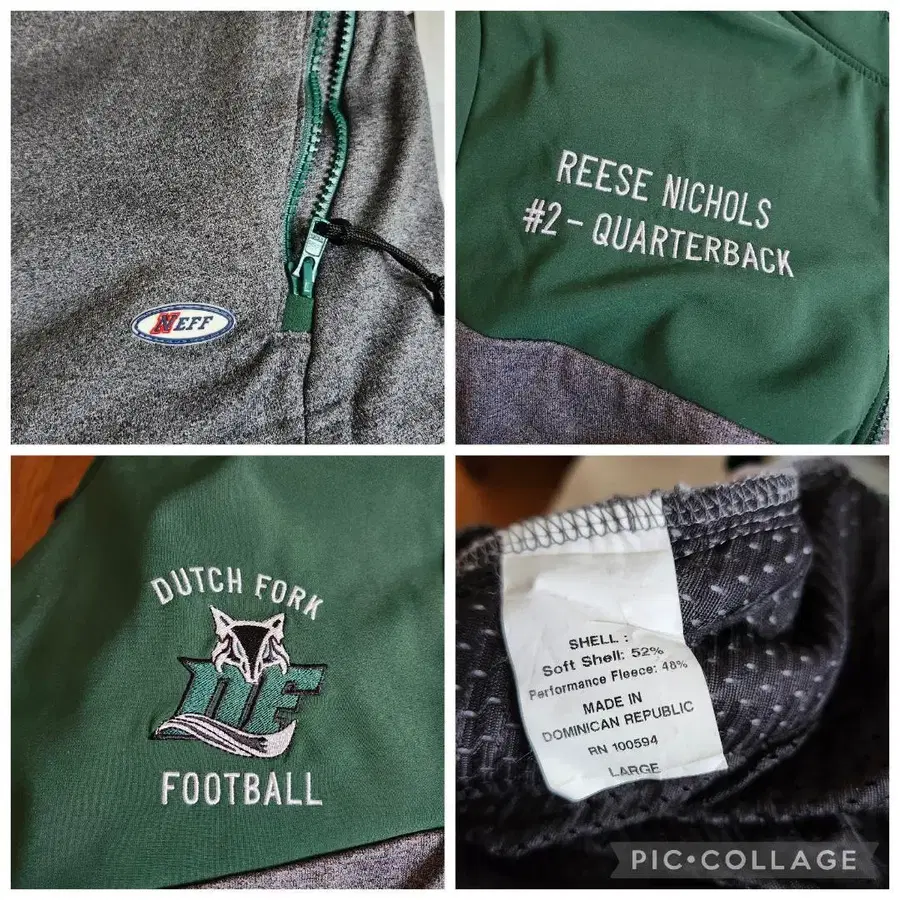 NEFF
REESE NICHOLS
#2 - QUARTERBACK
DUTCH FORK
DF
FOOTBALL
SHELL :
Soft Shell: 52%
Performance Fleece: 48%
MADE IN
DOMINICAN REPUBLIC
RN 100594
LARGE
PIC•COLLAGE